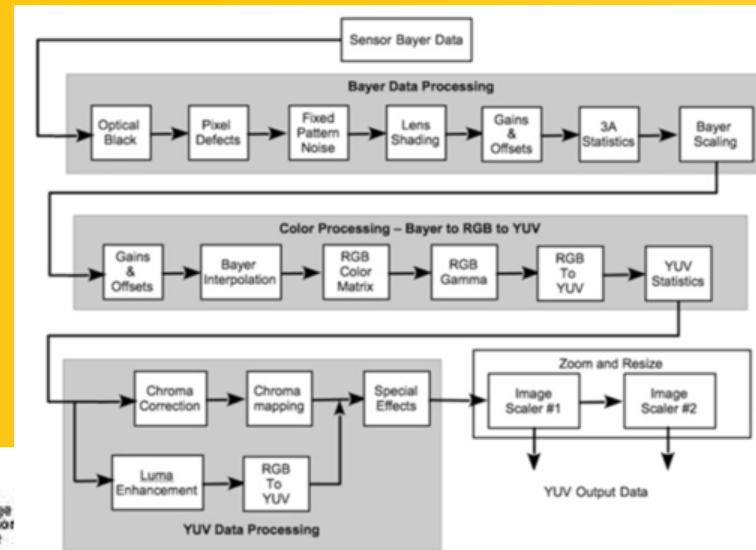 Sensor Bayer Data
Bayer Data Processing
Optical
Black
Pixel
Defects
Fixed
Pattern
Noise
Lens
Shading
Gains
&
Offsets
3A
Statistics
Bayer
Scaling
Color Processing – Bayer to RGB to YUV
Gains
&
Offsets
Bayer
Interpolation
RGB
Color
Matrix
RGB
Gamma
RGB
To
YUV
YUV
Statistics
Chroma
Correction
Chroma
mapping
Special
Effects
Luma
Enhancement
RGB
To
YUV
YUV Data Processing
Zoom and Resize
Image
Scaler #1
Image
Scaler #2
YUV Output Data